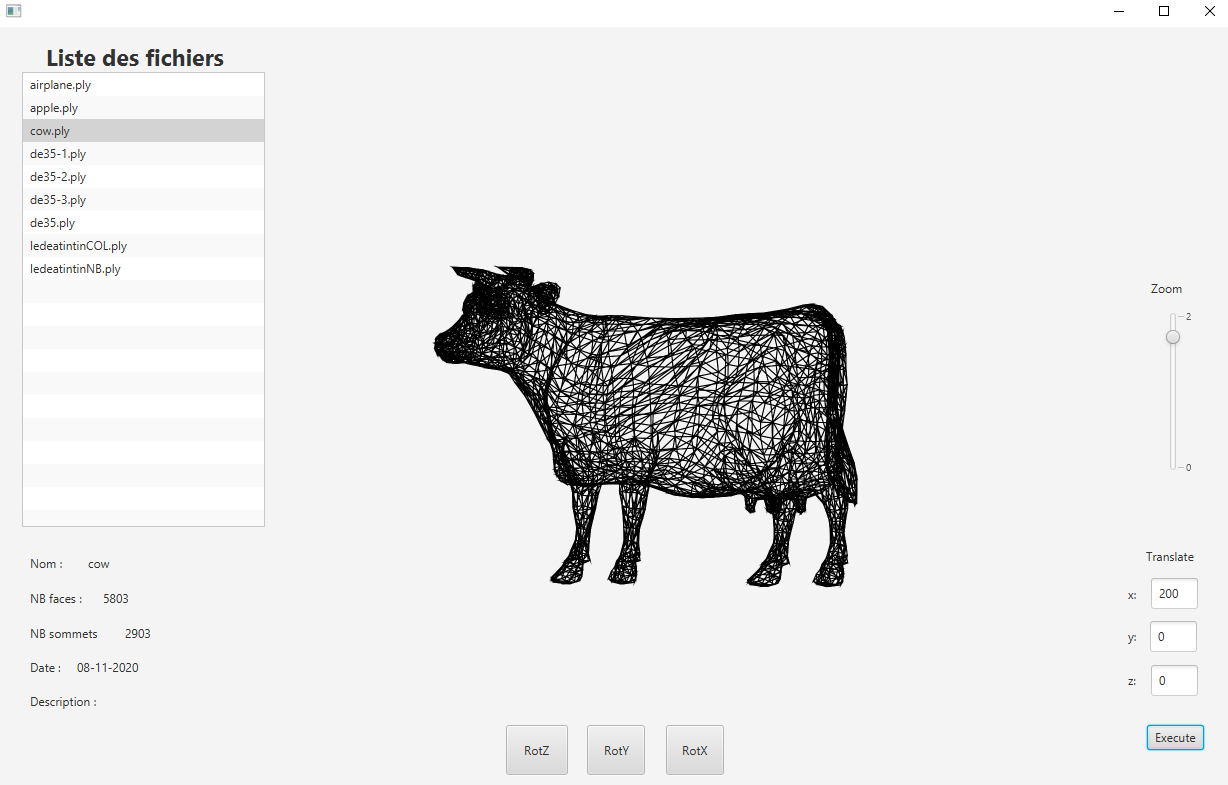 Liste des fichiers
airplane.ply
apple.ply
cow.ply
de35-1.ply
de35-2.ply
de35-3.ply
de35.ply
ledeatintinCOL.ply
ledeatintinNB.ply
Nom : cow
NB faces : 5803
NB sommets 2903
Date : 08-11-2020
Description :
RotZ RotY RotX
Zoom
2
0
Translate
x: 200
y: 0
z: 0
Execute